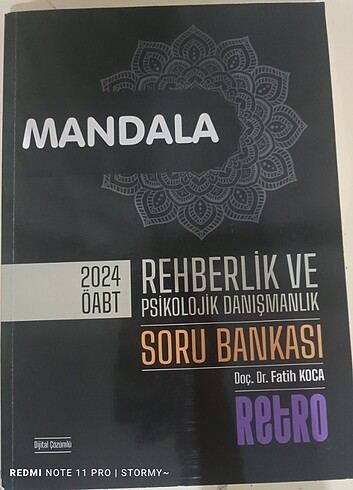 MANDALA
2024
ÖABT
REHBERLİK VE
PSİKOLOJİK DANIŞMANLIK
SORU BANKASI
Doç. Dr. Fatih KOCA
RetRO
Dijital Çözümlü
REDMI NOTE 11 PRO | STORMY~